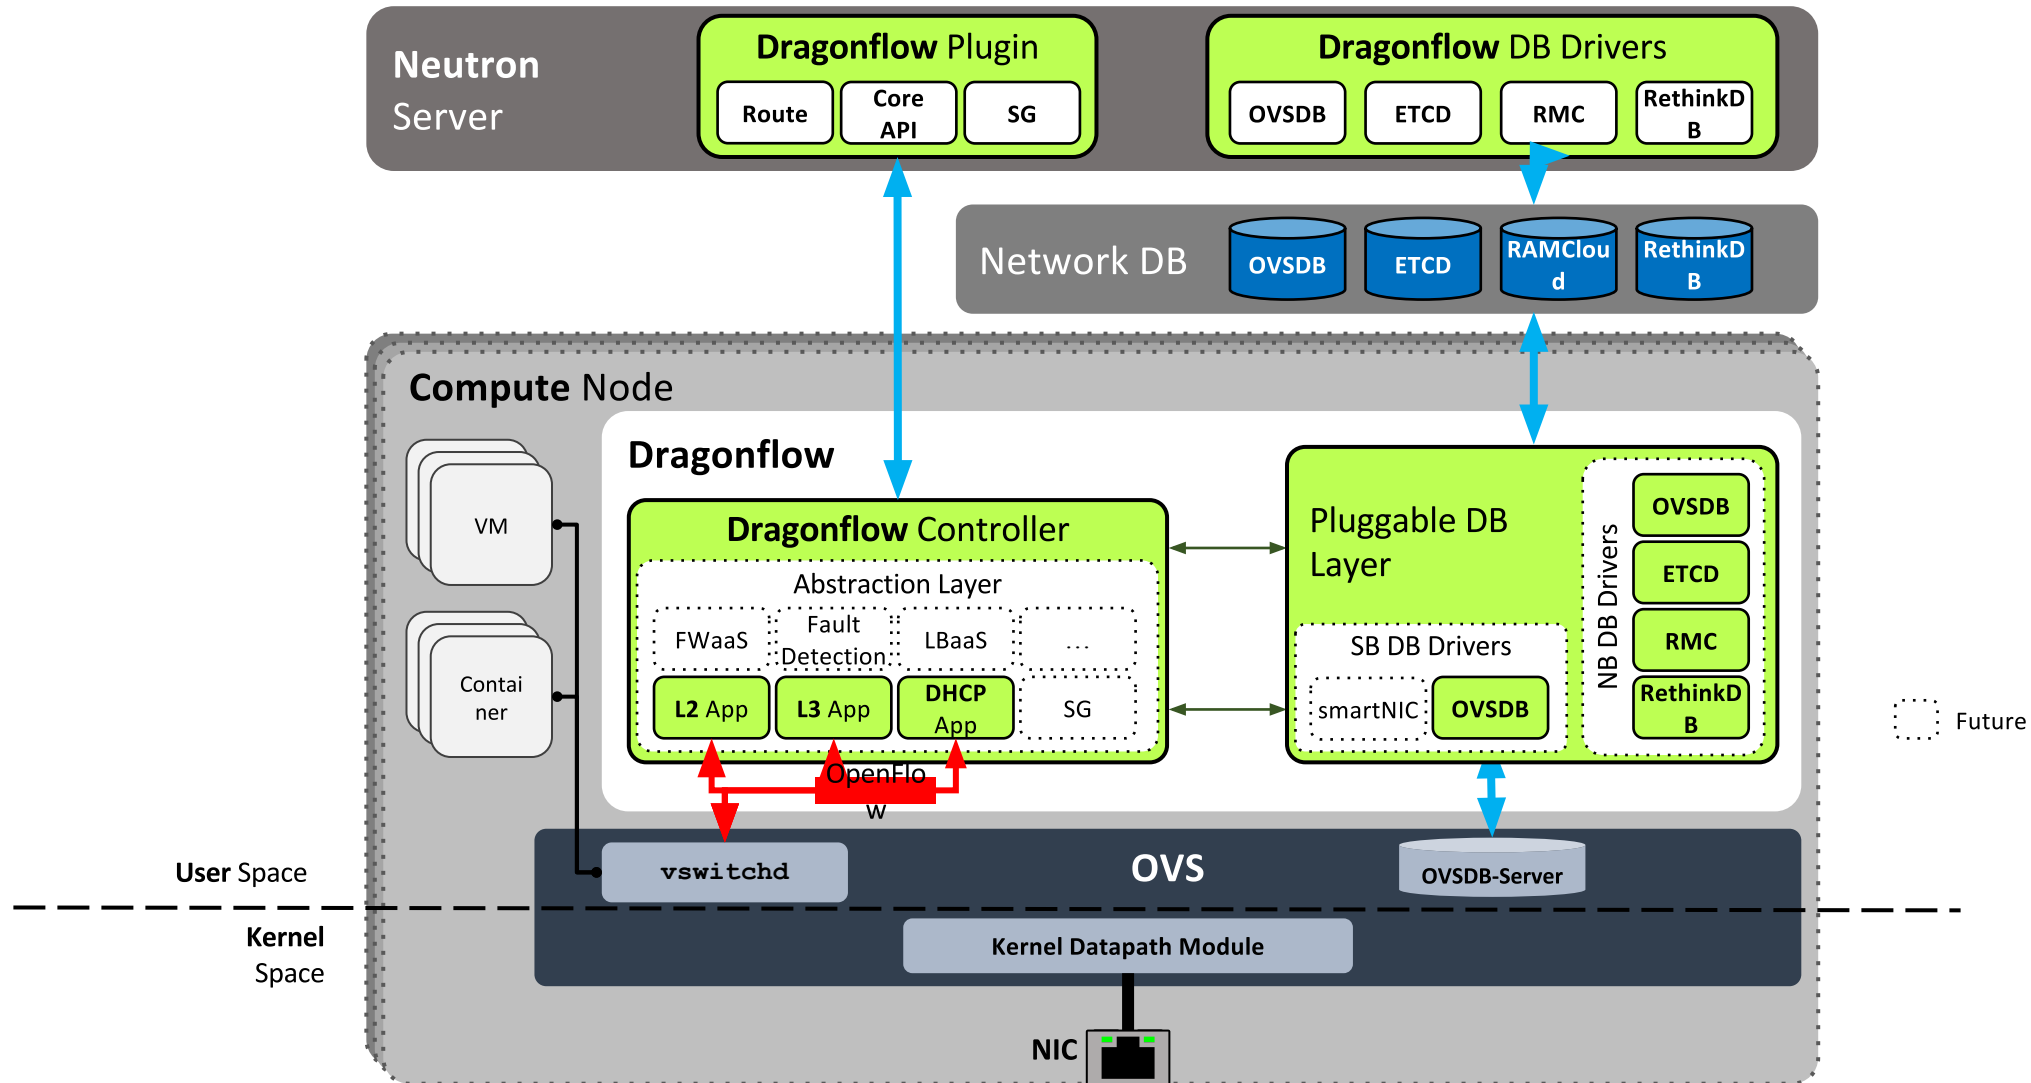 Neutron
Server
Dragonflow Plugin
Route
Core
API
SG
Dragonflow DB Drivers
OVSDB
ETCD
RMC
RethinkD
B
Network DB
OVSDB
ETCD
RAMClou
d
RethinkD
B
Compute Node
VM
Contai
ner
Dragonflow
Dragonflow Controller
Abstraction Layer
FWaaS
Fault
Detection
LBaaS
...
L2 App
L3 App
DHCP
App
SG
OpenFlo
w
Pluggable DB
Layer
SB DB Drivers
smartNIC
OVSDB
NB DB Drivers
OVSDB
ETCD
RMC
RethinkD
B
Future
vswitchd
OVS
OVSDB-Server
User Space
Kernel
Space
Kernel Datapath Module
NIC